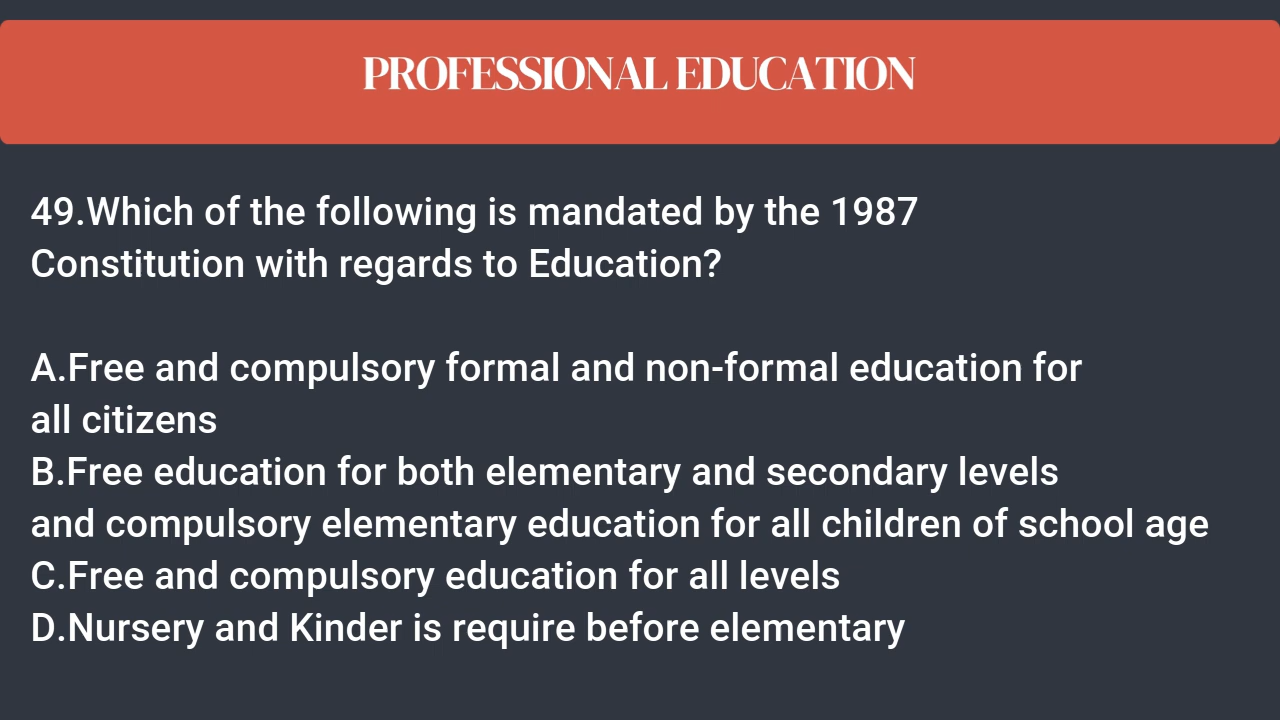 PROFESSIONAL EDUCATION
49.Which of the following is mandated by the 1987
Constitution with regards to Education?
A.Free and compulsory formal and non-formal education for
all citizens
B.Free education for both elementary and secondary levels
and compulsory elementary education for all children of school age
C.Free and compulsory education for all levels
D.Nursery and Kinder is require before elementary